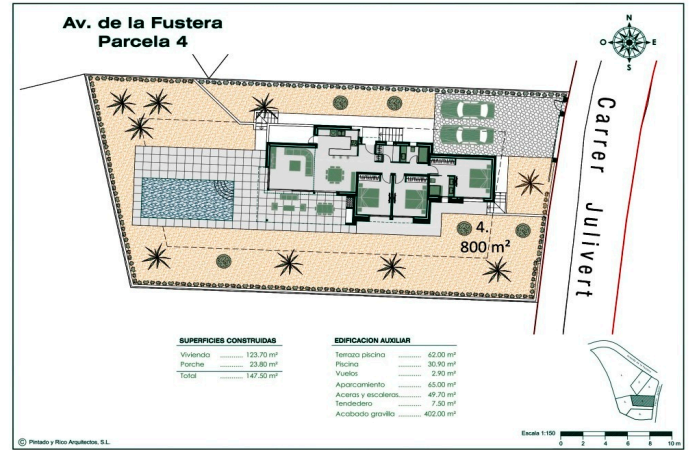 Av. de la Fustera
Parcela 4
N
O
E
S
Carrer Julivert
4.
800 m²
SUPERFICIES CONSTRUIDAS
Vivienda ............ 123.70 m²
Porche ............ 23.80 m²
Total ............ 147.50 m²
EDIFICACION AUXILIAR
Terraza piscina ............ 62.00 m²
Piscina ............ 30.90 m²
Vuelos ............ 2.90 m²
Aparcamiento ............ 65.00 m²
Aceras y escaleras............ 49.70 m²
Tendedero ............ 7.50 m²
Acabado gravilla ............ 402.00 m²
© Pintado y Rico Arquitectos, S.L.
Escala 1:150
0 2 4 6 8 10 m